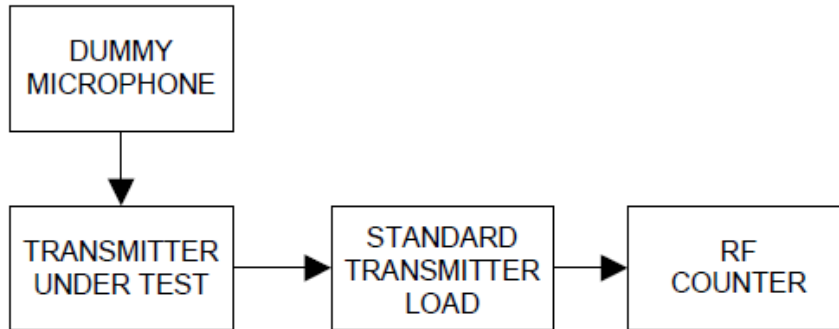 DUMMY
MICROPHONE
TRANSMITTER
UNDER TEST
STANDARD
TRANSMITTER
LOAD
RF
COUNTER